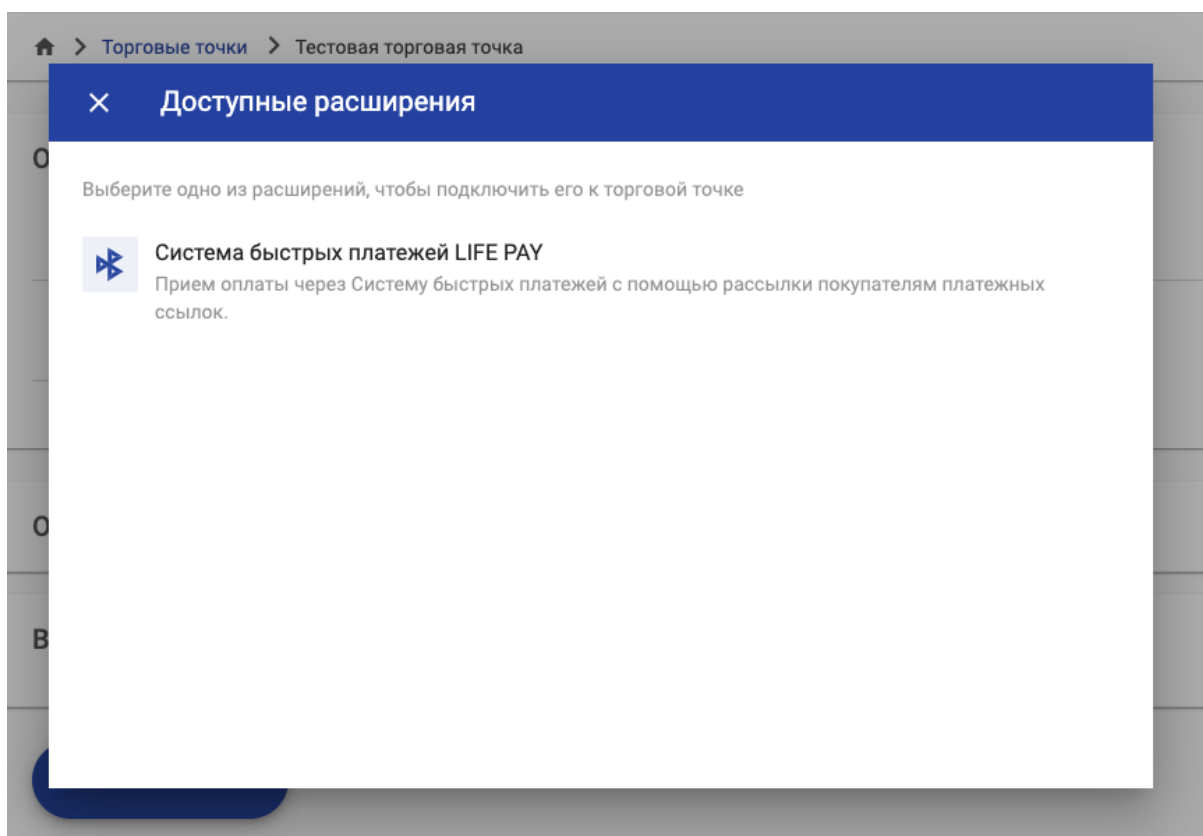 Торговые точки Тестовая торговая точка
Доступные расширения
Выберите одно из расширений, чтобы подключить его к торговой точке
Система быстрых платежей LIFE PAY
Прием оплаты через Систему быстрых платежей с помощью рассылки покупателям платежных
ссылок.